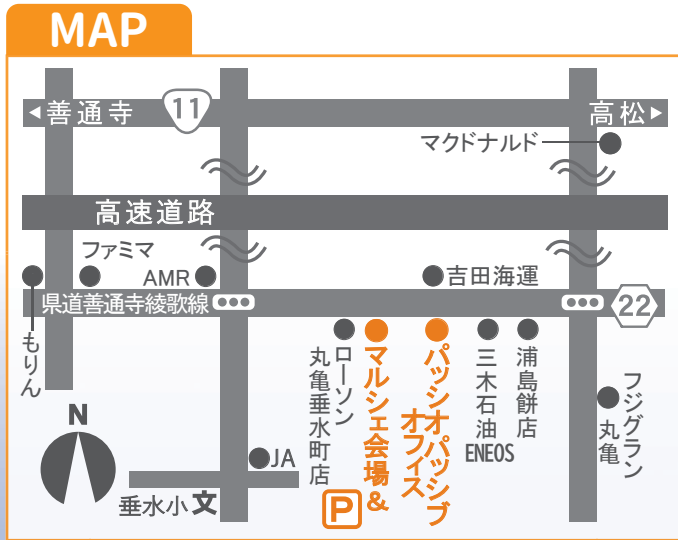 MAP
善通寺
11
高松
マクドナルド
高速道路
ファミマ
AMR
吉田海運
県道善通寺綾歌線
22
もりん
ローソン
丸亀垂水町店
マルシェ会場&
P
パッシオパッシブ
オフィス
三木石油
ENEOS
浦島餅店
フジグラン
丸亀
N
JA
垂水小
文